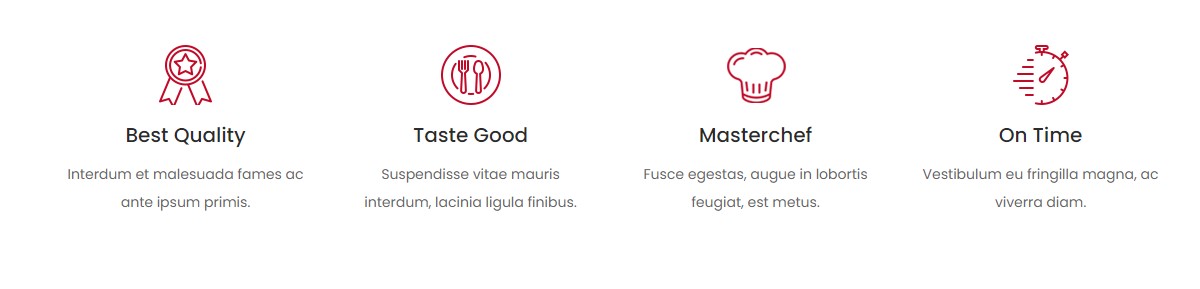 Best Quality
Interdum et malesuada fames ac
ante ipsum primis.
Taste Good
Suspendisse vitae mauris
interdum, lacinia ligula finibus.
Masterchef
Fusce egestas, augue in lobortis
feugiat, est metus.
On Time
Vestibulum eu fringilla magna, ac
viverra diam.